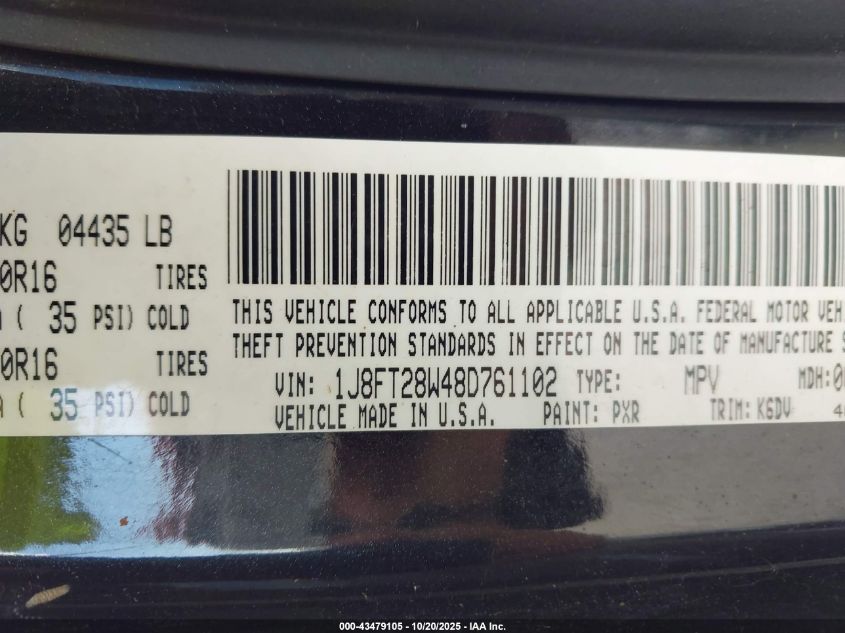 KG 04435 LB
0R16 TIRES
( 35 PSI) COLD
0R16 TIRES
( 35 PSI) COLD
THIS VEHICLE CONFORMS TO ALL APPLICABLE U.S.A. FEDERAL MOTOR VEH
THEFT PREVENTION STANDARDS IN EFFECT ON THE DATE OF MANUFACTURE S
VIN: 1J8FT28W48D761102 TYPE: MPV MDH:0
VEHICLE MADE IN U.S.A. PAINT: PXR TRIM: K6DV 4
000-43479105 - 10/20/2025 - IAA Inc.